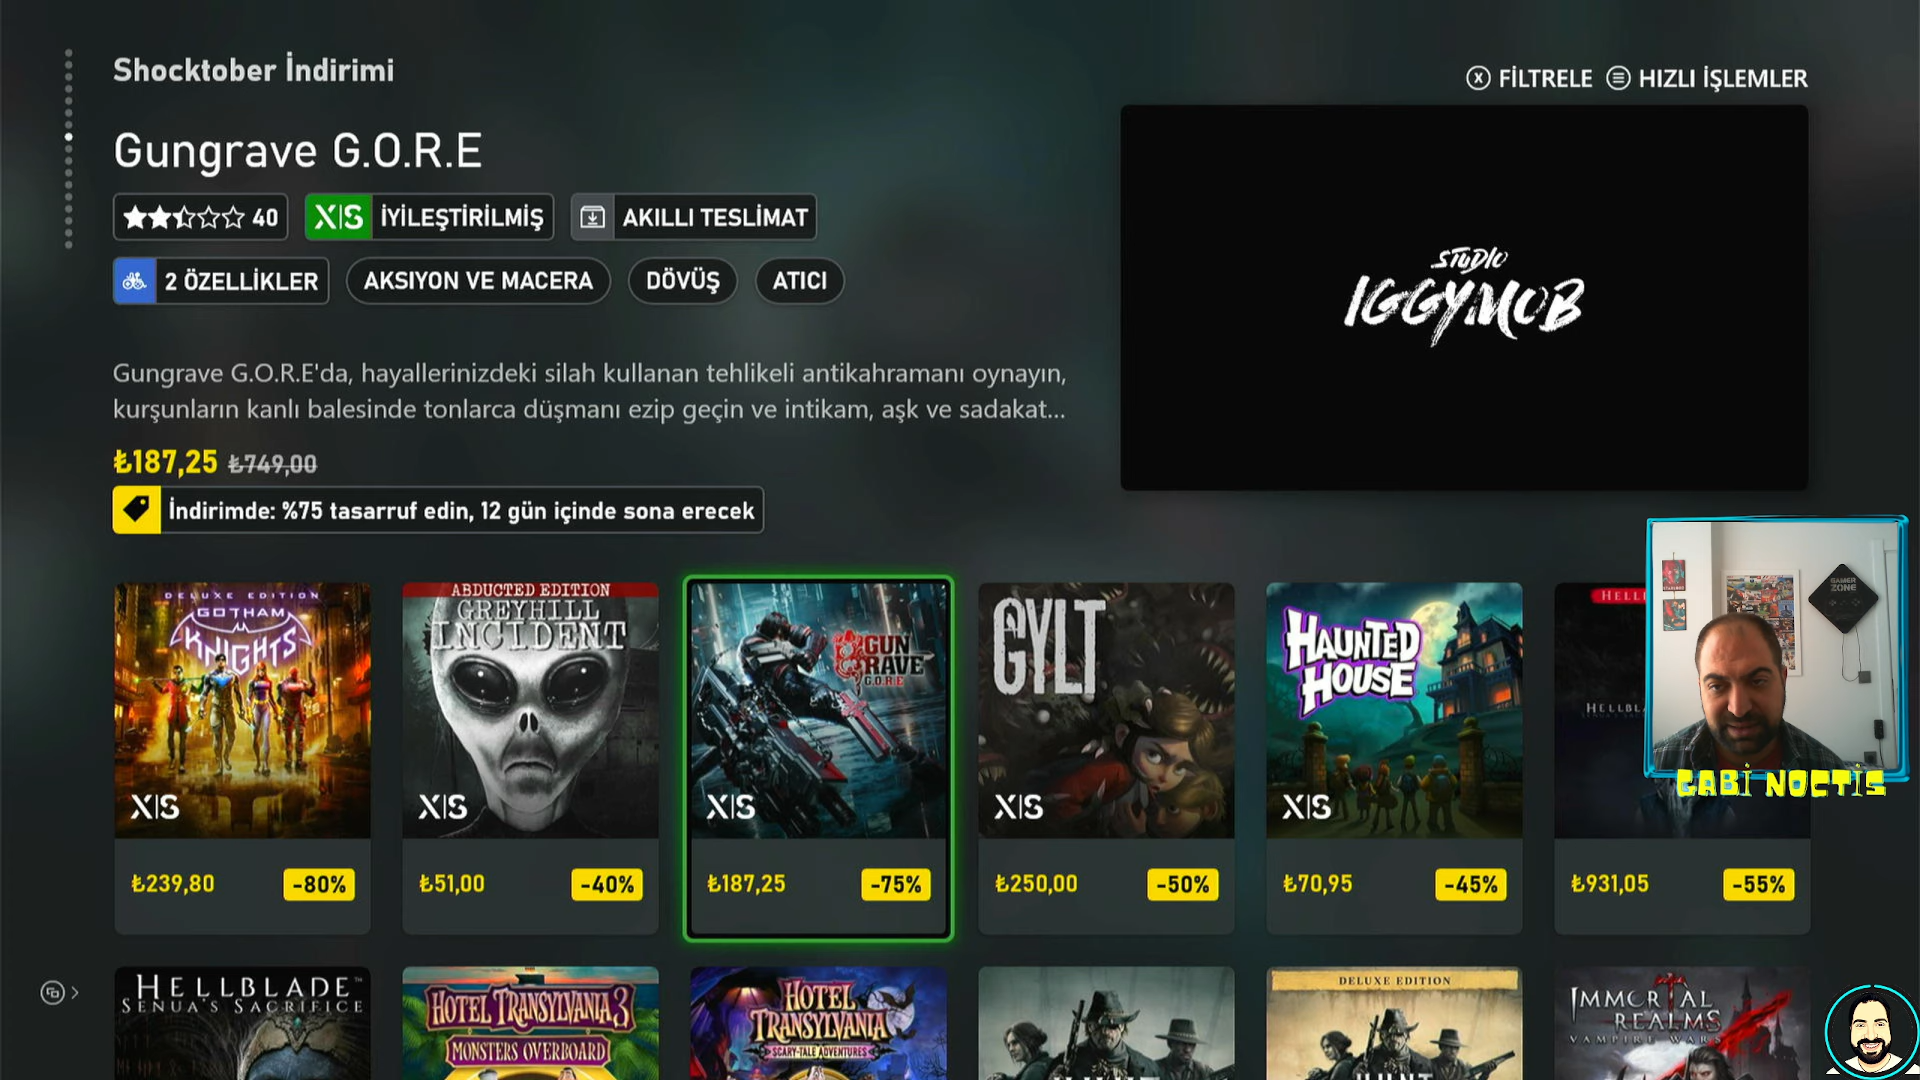 Shocktober İndirimi
FİLTRELE
HIZLI İŞLEMLER
Gungrave G.O.R.E
40
X|S İYİLEŞTİRİLMİŞ
AKILLI TESLİMAT
2 ÖZELLİKLER
AKSIYON VE MACERA
DÖVÜŞ
ATICI
STUDIO
IGGYMOB
Gungrave G.O.R.E'da, hayallerinizdeki silah kullanan tehlikeli antikahramanı oynayın,
kurşunların kanlı balesinde tonlarca düşmanı ezip geçin ve intikam, aşk ve sadakat...
₺187,25 ₺749,00
İndirimde: %75 tasarruf edin, 12 gün içinde sona erecek
DELUXE EDITION
GOTHAM
KNIGHTS
X|S
₺239,80
-80%
ABDUCTED EDITION
GREYHILL
INCIDENT
X|S
₺51,00
-40%
GUN
GRAVE
G.O.R.E
X|S
₺187,25
-75%
GYLT
X|S
₺250,00
-50%
HAUNTED
HOUSE
X|S
₺70,95
-45%
₺931,05
-55%
GAMER
ZONE
GABİ NOCTİS
HELLBLADE™
SENUA'S SACRIFICE
HOTEL TRANSYLVANIA 3
MONSTERS OVERBOARD
HOTEL
TRANSYLVANIA
SCARY-TALE ADVENTURES
DELUXE EDITION
IMMORTAL
REALMS
VAMPIRE WARS